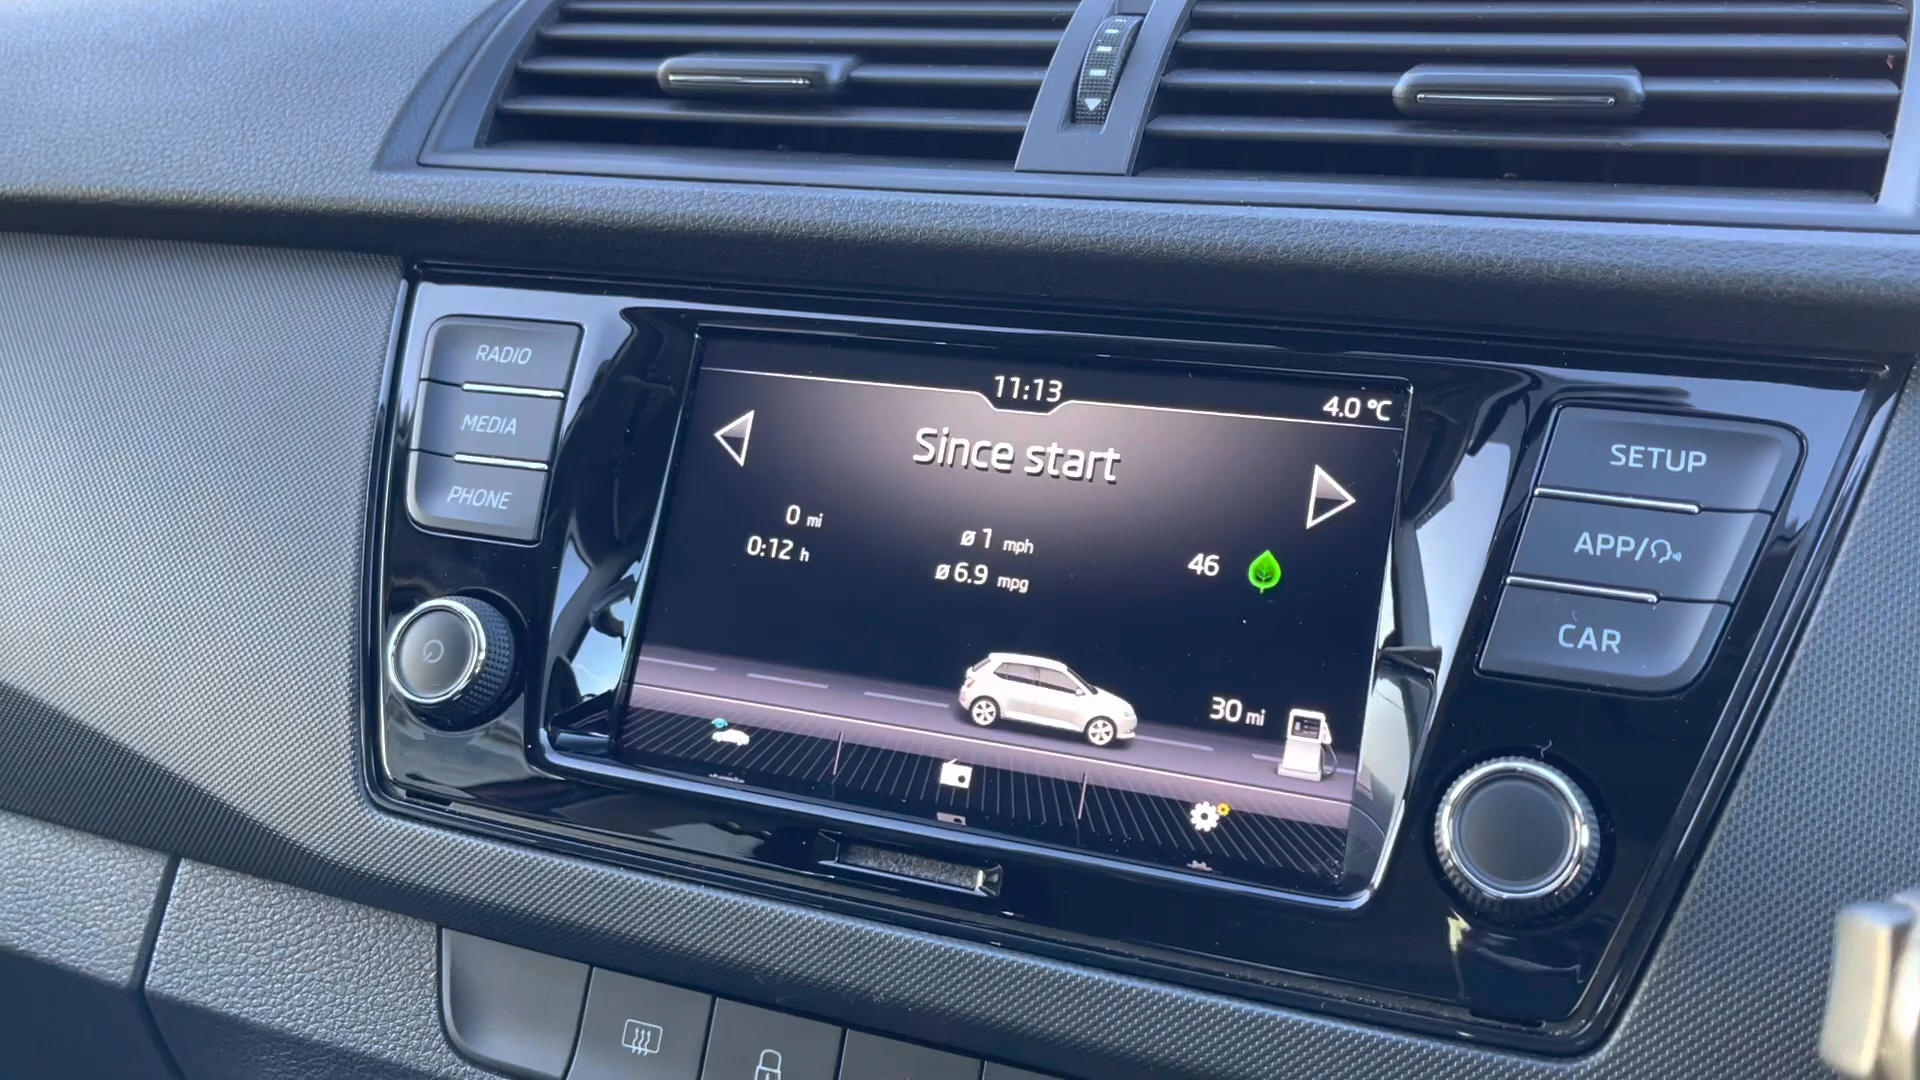 RADIO
MEDIA
PHONE
11:13
4.0 °C
Since start
0 mi
0:12 h
ø 1 mph
ø 6.9 mpg
46
30 mi
SETUP
APP/
CAR